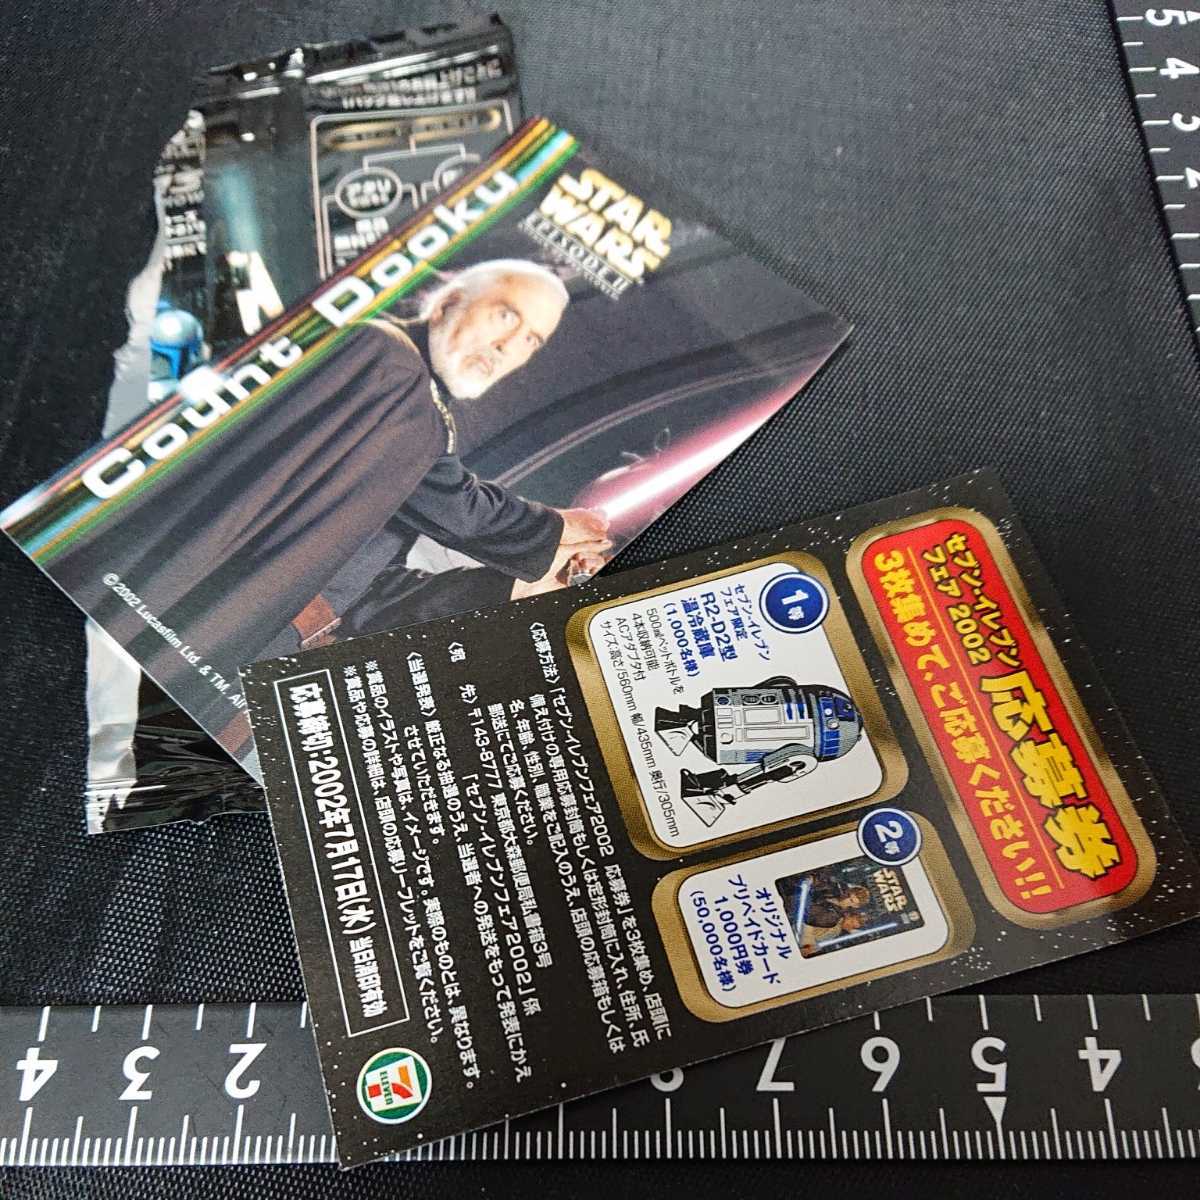 STAR
WARS
EPISODE II
Count Dooku
© 2002 Lucasfilm Ltd. & TM. All
セブン-イレブン
フェア 2002
応募券
3枚集めて、ご応募ください!!
1等
セブン-イレブン
フェア限定
R2-D2型
温冷蔵庫
(1,000名様)
500mlペットボトルを
4本収納可能
ACアダプタ付
サイズ:高さ/560mm 幅/435mm 奥行/305mm
2等
STAR
WARS
オリジナル
プリペイドカード
1,000円券
(50,000名様)
〈応募方法〉「セブン-イレブンフェア2002 応募券」を3枚集め、店頭に
備え付けの専用応募封筒もしくは定形封筒に入れ、住所、氏
名、年齢、性別、職業をご記入のうえ、店頭の応募箱もしくは
郵送にてご応募ください。
〈宛 先〉〒143-8777 東京都大森郵便局私書箱3号
「セブン-イレブンフェア2002」係
〈当選発表〉厳正なる抽選のうえ、当選者への発送をもって発表にかえ
させていただきます。
※賞品のイラストや写真は、イメージです。実際のものとは、異なります。
※賞品や応募の詳細は、店頭の応募リーフレットをご覧ください。
応募締切:2002年7月17日(水) 当日消印有効
7
ELEVEN
5
4
3
2
4
3
2
1
8
7
6
5
4